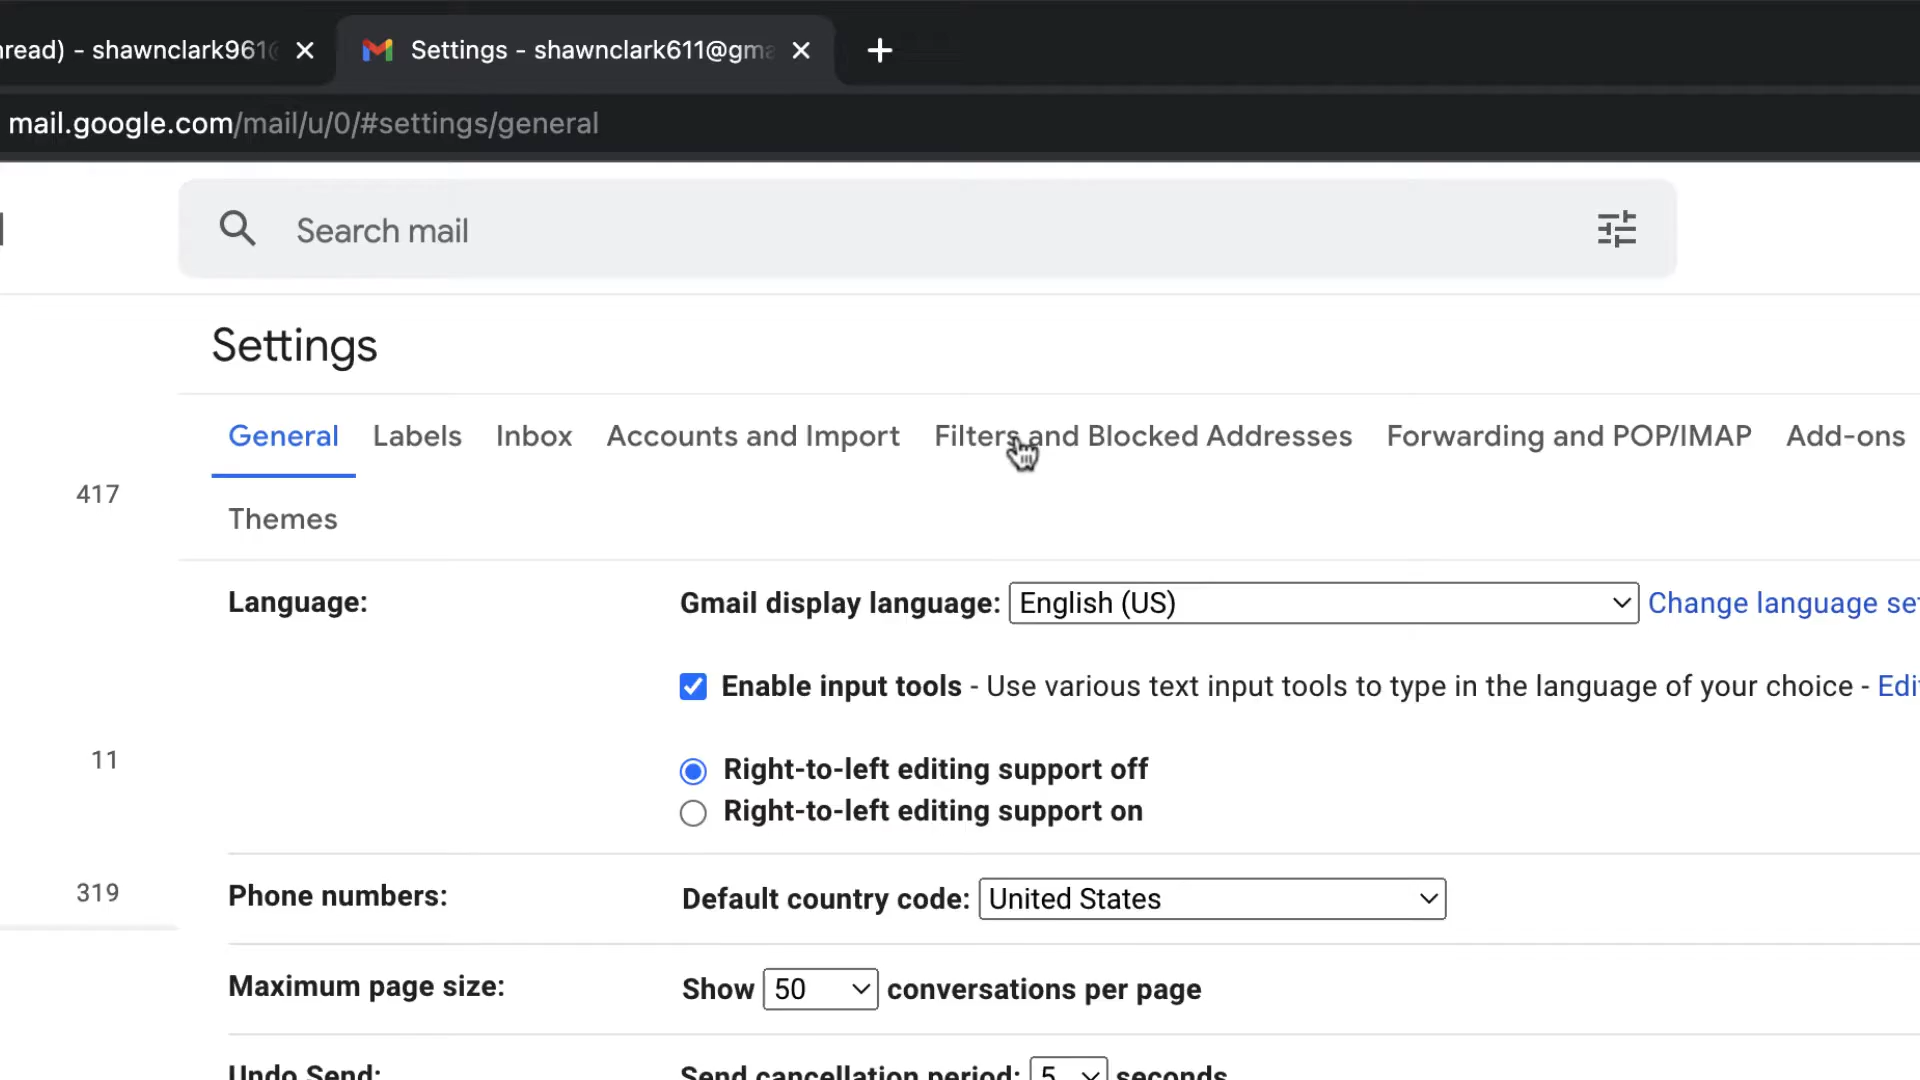 read) - shawnclark961@
Settings - shawnclark611@gma
mail.google.com/mail/u/0/#settings/general
Search mail
Settings
General Labels Inbox Accounts and Import Filters and Blocked Addresses Forwarding and POP/IMAP Add-ons
417
Themes
Language: Gmail display language: English (US) Change language set
Enable input tools - Use various text input tools to type in the language of your choice - Edit
11
Right-to-left editing support off
Right-to-left editing support on
319
Phone numbers: Default country code: United States
Maximum page size: Show 50 conversations per page
Undo Send: Send cancellation period: 5 seconds